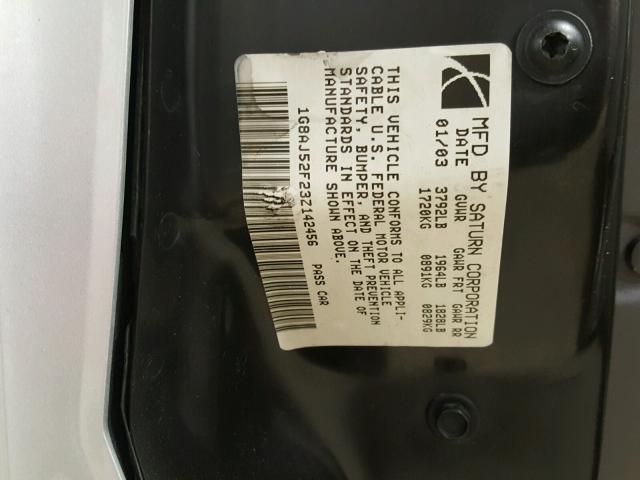 MFD BY SATURN CORPORATION
DATE GVWR GAWR FRT GAWR RR
01/03 3792LB 1964LB 1828LB
1720KG 0891KG 0829KG
THIS VEHICLE CONFORMS TO ALL APPLI-
CABLE U.S. FEDERAL MOTOR VEHICLE
SAFETY, BUMPER, AND THEFT PREVENTION
STANDARDS IN EFFECT ON THE DATE OF
MANUFACTURE SHOWN ABOVE.
1G8AJ52F23Z142456 PASS CAR